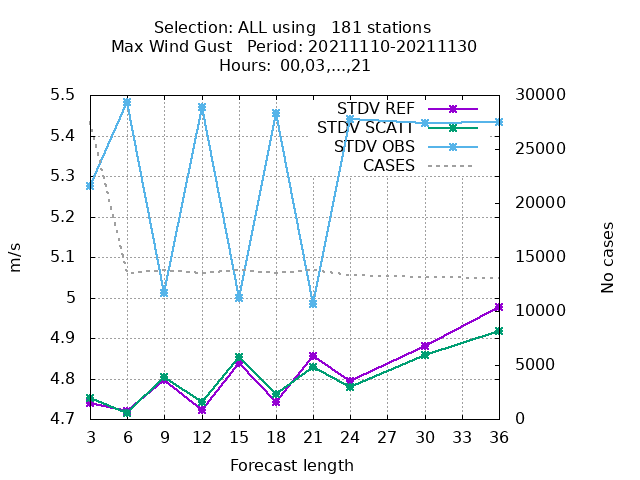 Selection: ALL using   181 stations
Max Wind Gust   Period: 20211110-20211130
Hours:  00,03,...,21
5.5
5.4
5.3
5.2
5.1
5
4.9
4.8
4.7
30000
25000
20000
15000
10000
5000
0
STDV REF
STDV SCATT
STDV OBS
CASES
m/s
No cases
3 6 9 12 15 18 21 24 27 30 33 36
Forecast length